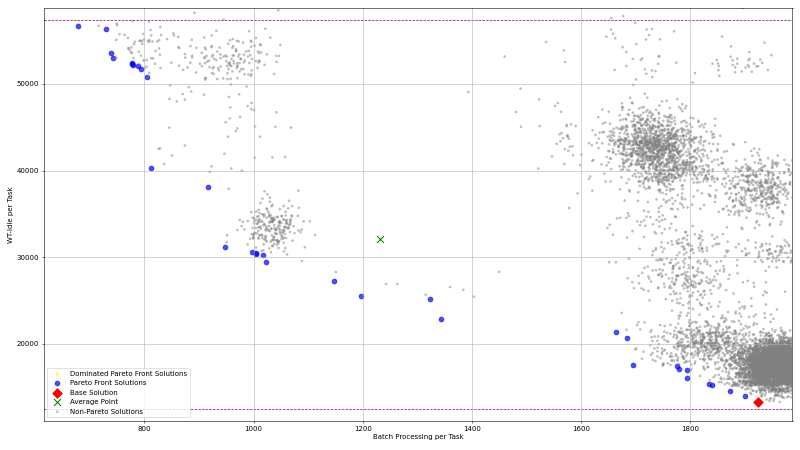 50000
40000
30000
20000
WT-Idle per Task
Dominated Pareto Front Solutions
Pareto Front Solutions
Base Solution
Average Point
Non-Pareto Solutions
800 1000 1200 1400 1600 1800
Batch Processing per Task